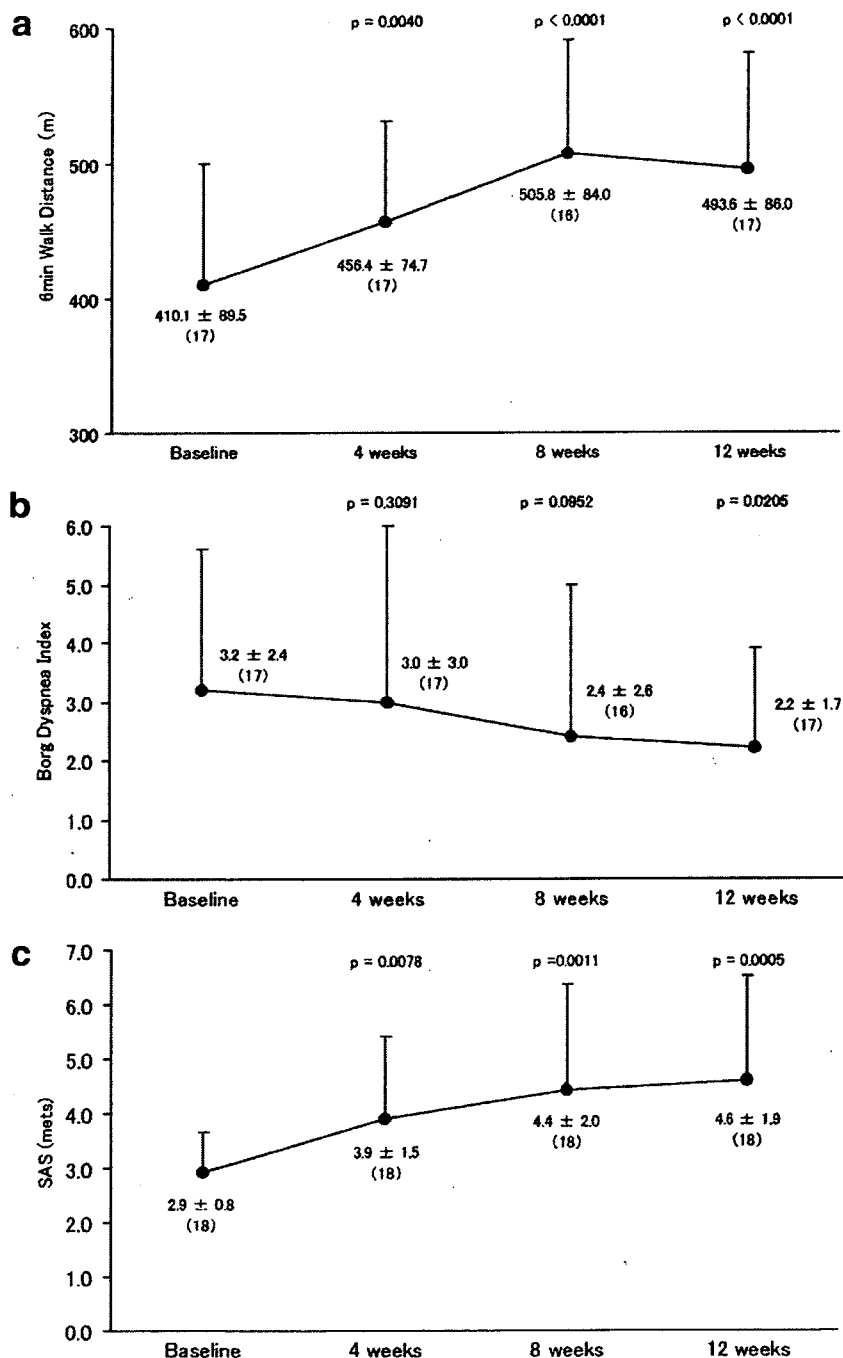 a
p = 0.0040
p < 0.0001
p < 0.0001
600
500
400
300
6min Walk Distance (m)
410.1 ± 89.5
(17)
456.4 ± 74.7
(17)
505.8 ± 84.0
(16)
493.6 ± 86.0
(17)
Baseline
4 weeks
8 weeks
12 weeks
b
p = 0.3091
p = 0.0952
p = 0.0205
6.0
5.0
4.0
3.0
2.0
1.0
0.0
Borg Dyspnea Index
3.2 ± 2.4
(17)
3.0 ± 3.0
(17)
2.4 ± 2.6
(16)
2.2 ± 1.7
(17)
Baseline
4 weeks
8 weeks
12 weeks
c
p = 0.0078
p =0.0011
p = 0.0005
7.0
6.0
5.0
4.0
3.0
2.0
1.0
0.0
SAS (mets)
2.9 ± 0.8
(18)
3.9 ± 1.5
(18)
4.4 ± 2.0
(18)
4.6 ± 1.9
(18)
Baseline
4 weeks
8 weeks
12 weeks